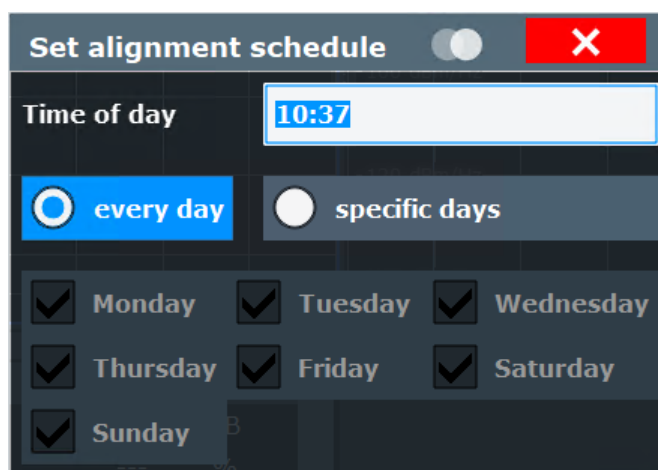 Set alignment schedule
Time of day 10:37
every day specific days
Monday Tuesday Wednesday
Thursday Friday Saturday
Sunday B
%